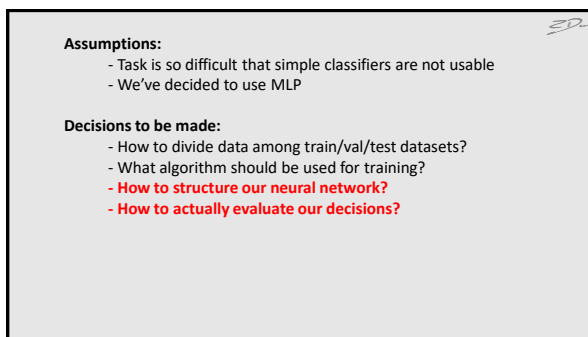 Assumptions:
- Task is so difficult that simple classifiers are not usable
- We've decided to use MLP
Decisions to be made:
- How to divide data among train/val/test datasets?
- What algorithm should be used for training?
- How to structure our neural network?
- How to actually evaluate our decisions?